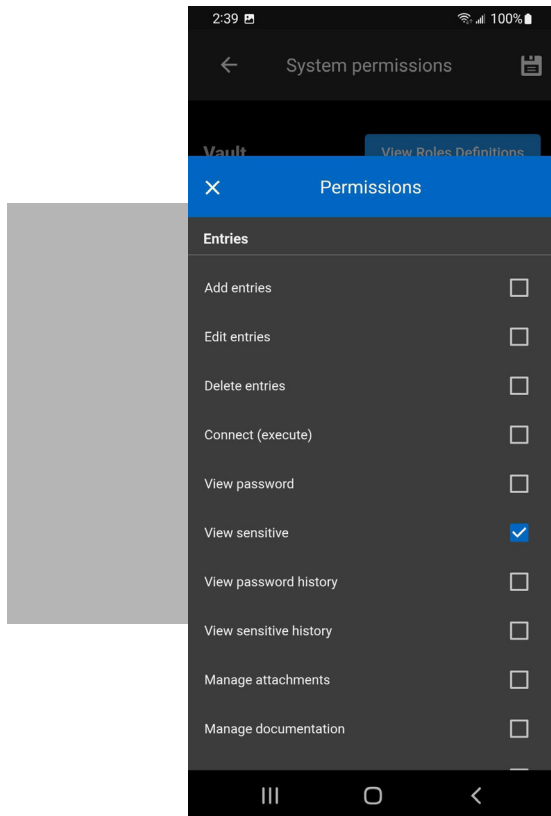 2:39 100%
System permissions
Vault View Roles Definitions
Permissions
Entries
Add entries
Edit entries
Delete entries
Connect (execute)
View password
View sensitive
View password history
View sensitive history
Manage attachments
Manage documentation